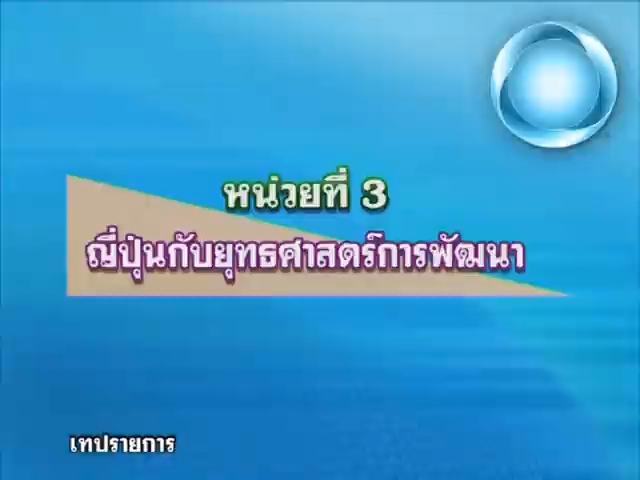 หน่วยที่ 3
ญี่ปุ่นกับยุทธศาสตร์การพัฒนา
เทปรายการ